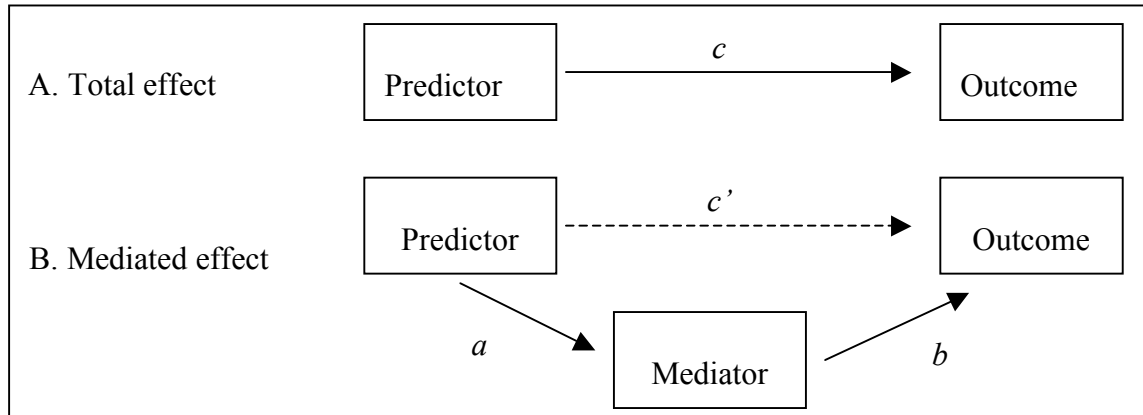 c
A. Total effect Predictor Outcome
c’
Predictor Outcome
B. Mediated effect
a b
Mediator